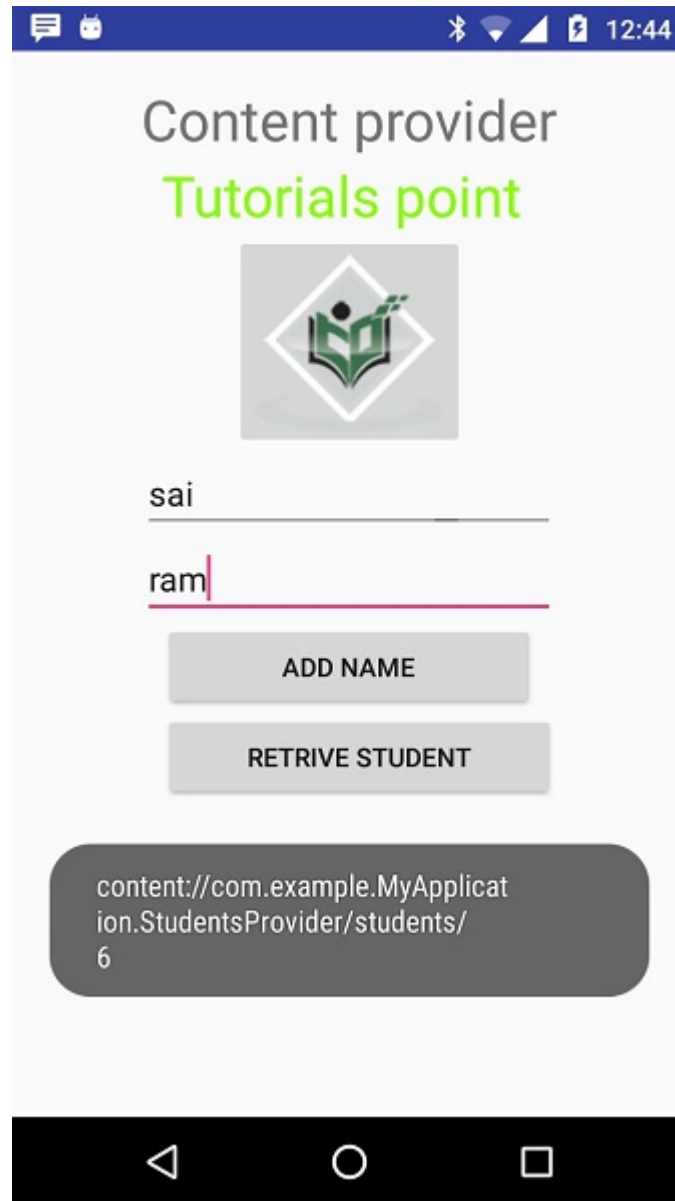 12:44
Content provider
Tutorials point
sai
ram
ADD NAME
RETRIVE STUDENT
content://com.example.MyApplicat
ion.StudentsProvider/students/
6